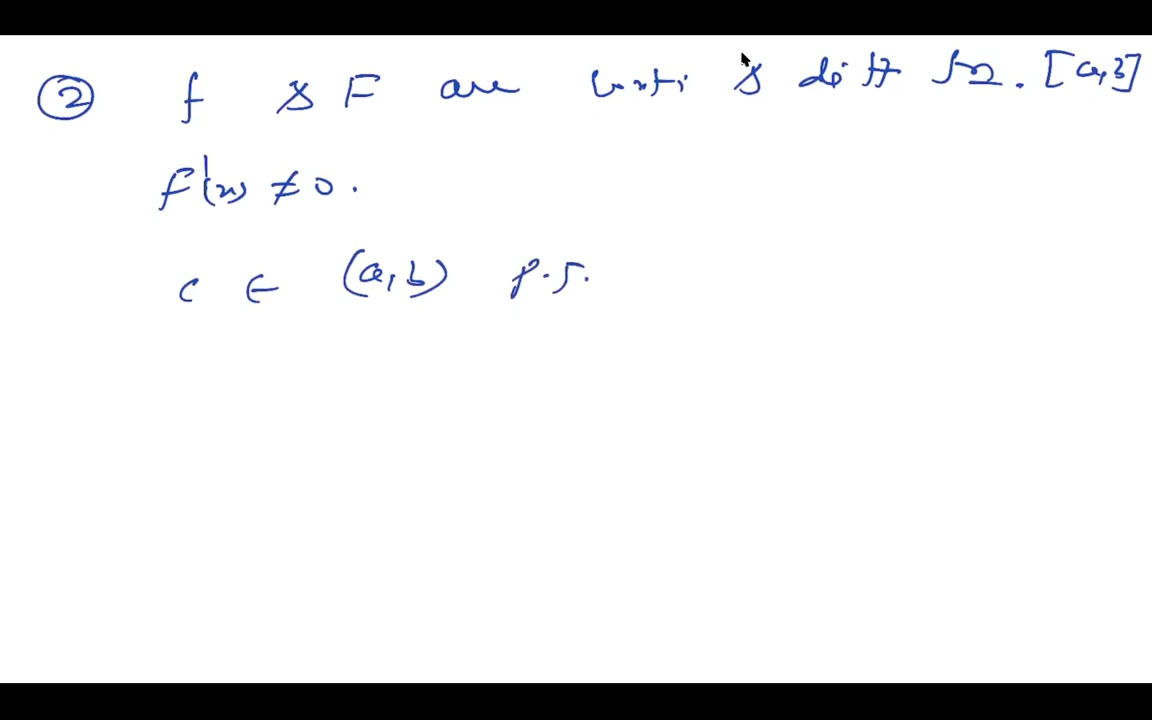 ② f & F are conti & diff fn. [a,b]
F'(x) ≠ 0.
c ∈ (a,b) p.T.